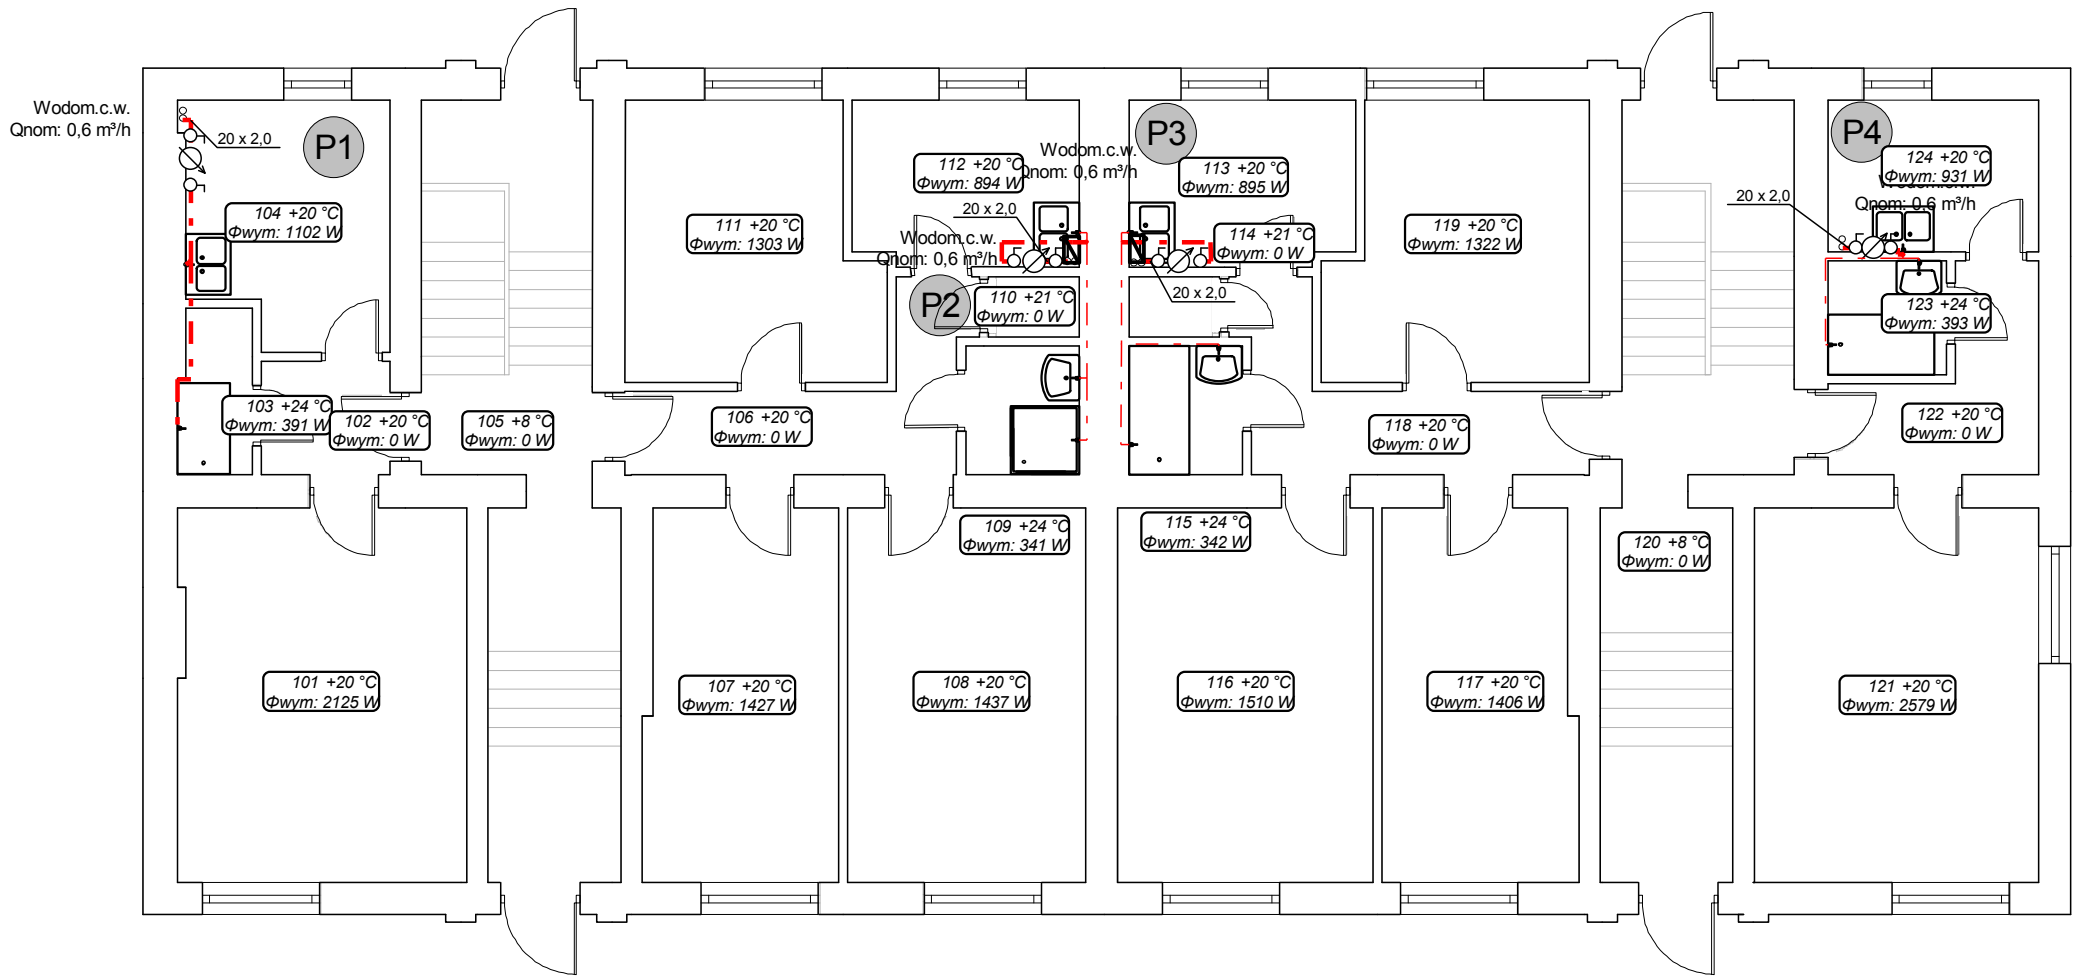 Wodom.c.w.
Qnom: 0,6 m³/h
20 x 2,0
P1
104 +20 °C
Φwym: 1102 W
103 +24 °C
Φwym: 391 W
102 +20 °C
Φwym: 0 W
105 +8 °C
Φwym: 0 W
101 +20 °C
Φwym: 2125 W
111 +20 °C
Φwym: 1303 W
112 +20 °C
Φwym: 894 W
20 x 2,0
Wodom.c.w.
Qnom: 0,6 m³/h
P2
110 +21 °C
Φwym: 0 W
106 +20 °C
Φwym: 0 W
109 +24 °C
Φwym: 341 W
107 +20 °C
Φwym: 1427 W
108 +20 °C
Φwym: 1437 W
P3
Wodom.c.w.
Qnom: 0,6 m³/h
113 +20 °C
Φwym: 895 W
114 +21 °C
Φwym: 0 W
20 x 2,0
119 +20 °C
Φwym: 1322 W
118 +20 °C
Φwym: 0 W
115 +24 °C
Φwym: 342 W
116 +20 °C
Φwym: 1510 W
117 +20 °C
Φwym: 1406 W
120 +8 °C
Φwym: 0 W
P4
124 +20 °C
Φwym: 931 W
20 x 2,0
Qnom: 0,6 m³/h
123 +24 °C
Φwym: 393 W
122 +20 °C
Φwym: 0 W
121 +20 °C
Φwym: 2579 W